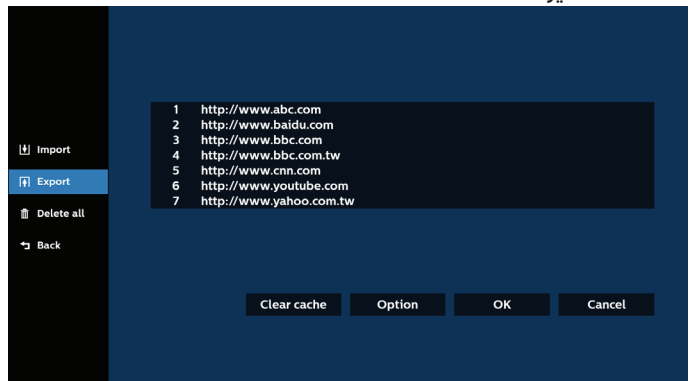 1 http://www.abc.com
2 http://www.baidu.com
3 http://www.bbc.com
4 http://www.bbc.com.tw
5 http://www.cnn.com
6 http://www.youtube.com
7 http://www.yahoo.com.tw
Import
Export
Delete all
Back
Clear cache Option OK Cancel